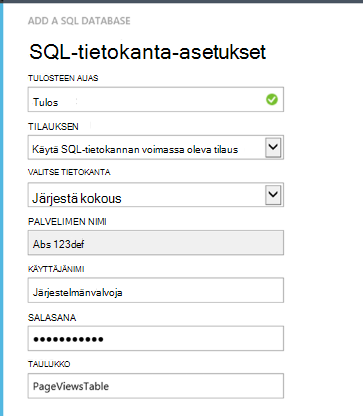 ADD A SQL DATABASE
SQL-tietokanta-asetukset
TULOSTEEN ALIAS
Tulos
TILAUKSEN
Käytä SQL-tietokannan voimassa oleva tilaus
VALITSE TIETOKANTA
Järjestä kokous
PALVELIMEN NIMI
Abs 123def
KÄYTTÄJÄNIMI
Järjestelmänvalvoja
SALASANA
●●●●●●●●●●●
TAULUKKO
PageViewsTable